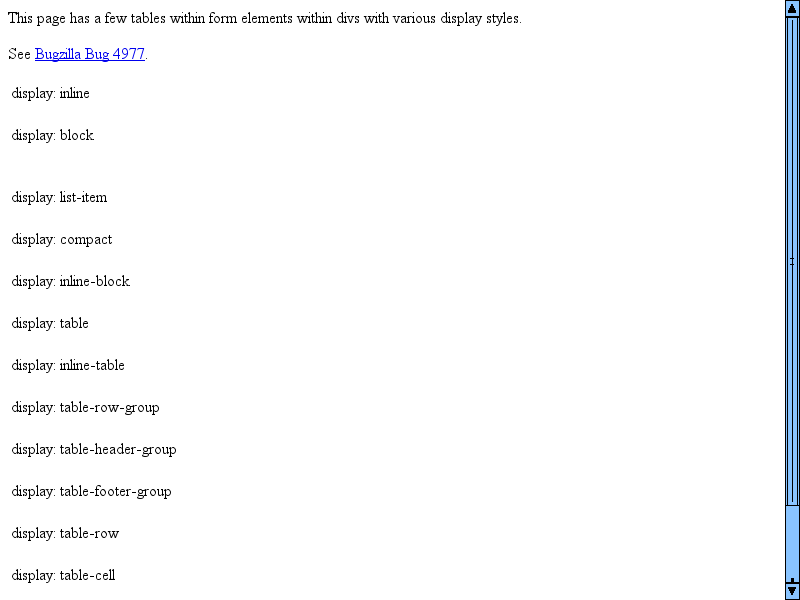 This page has a few tables within form elements within divs with various display styles.
See Bugzilla Bug 4977.
display: inline
display: block
display: list-item
display: compact
display: inline-block
display: table
display: inline-table
display: table-row-group
display: table-header-group
display: table-footer-group
display: table-row
display: table-cell